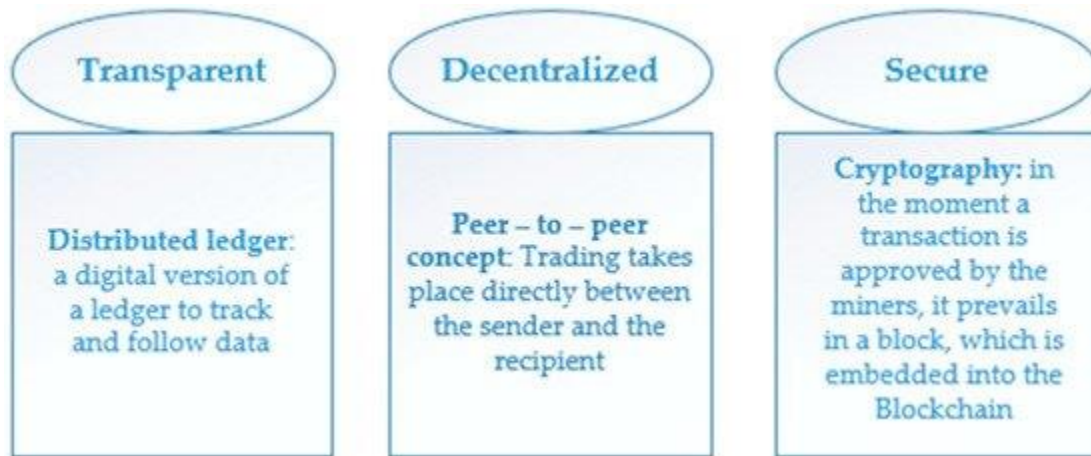 Transparent
Distributed ledger:
a digital version of
a ledger to track
and follow data
Decentralized
Peer – to – peer
concept: Trading takes
place directly between
the sender and the
recipient
Secure
Cryptography: in
the moment a
transaction is
approved by the
miners, it prevails
in a block, which is
embedded into the
Blockchain